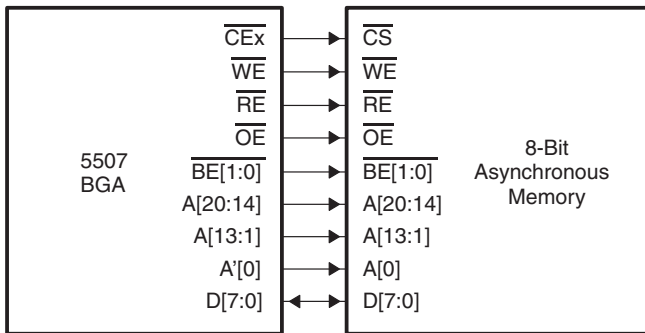 CEx CS
WE WE
RE RE
OE OE
5507
BGA
8-Bit
Asynchronous
Memory
BE[1:0] BE[1:0]
A[20:14] A[20:14]
A[13:1] A[13:1]
A'[0] A[0]
D[7:0] D[7:0]